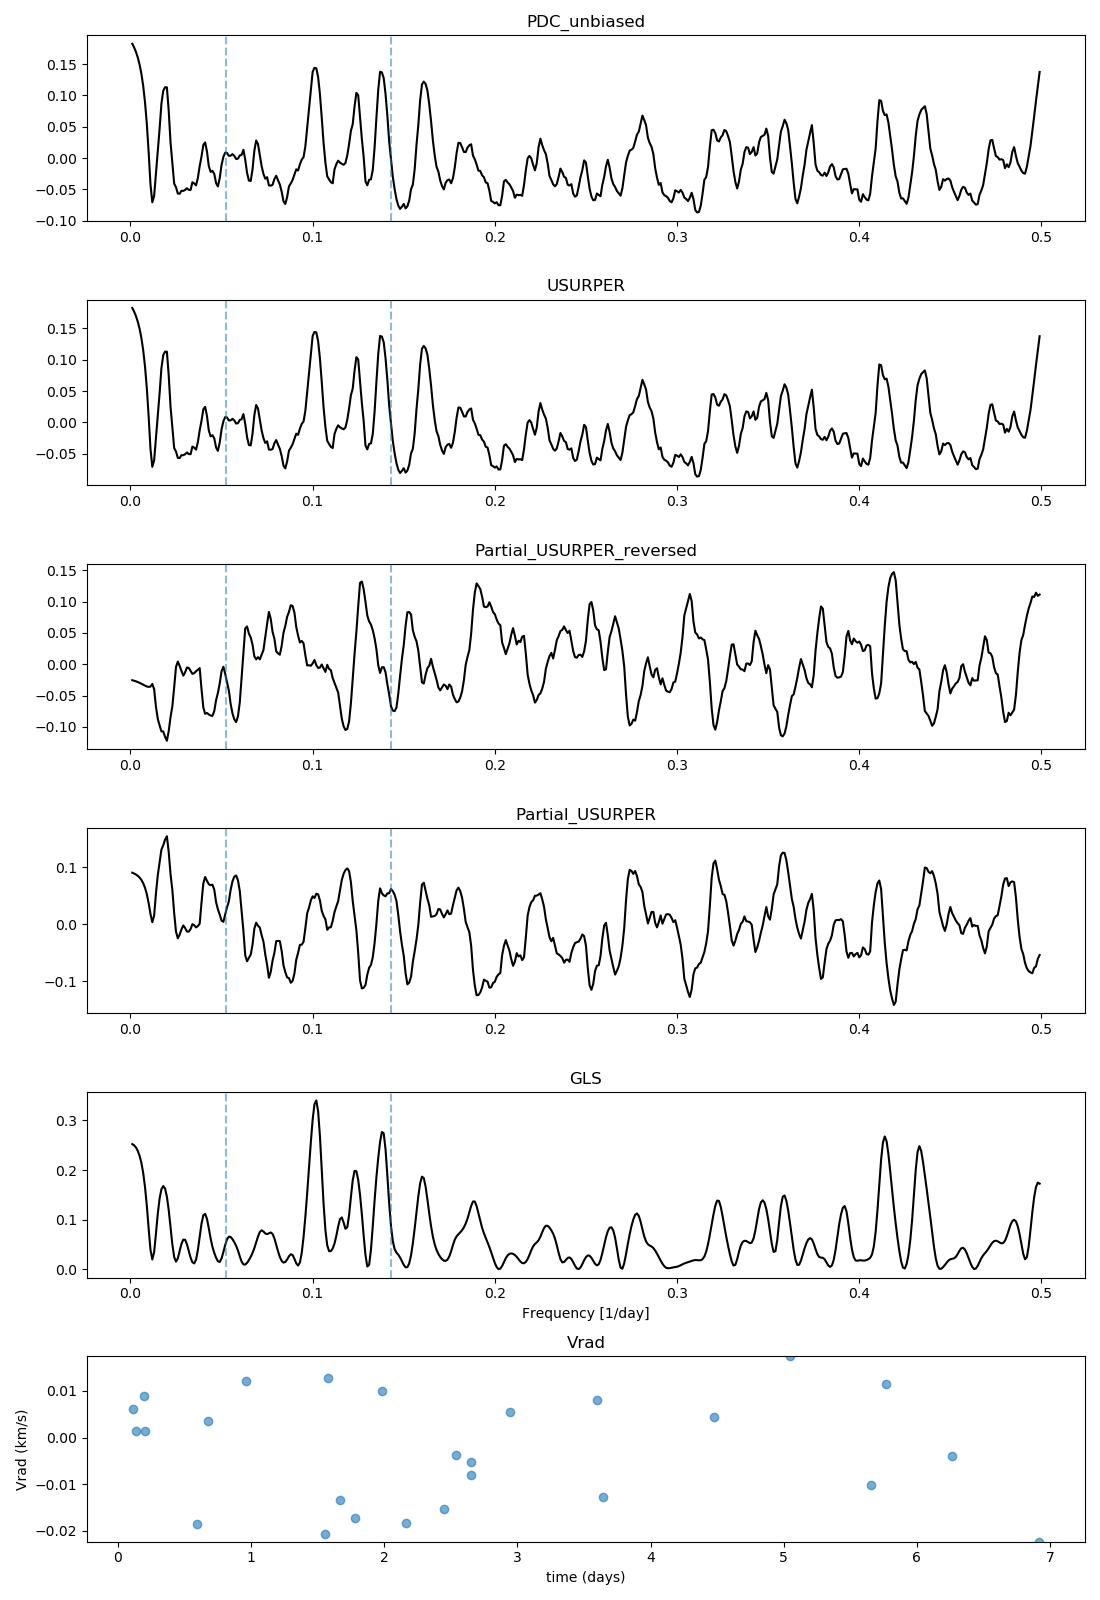 PDC_unbiased
0.15
0.10
0.05
0.00
−0.05
−0.10
0.0 0.1 0.2 0.3 0.4 0.5
USURPER
0.15
0.10
0.05
0.00
−0.05
0.0 0.1 0.2 0.3 0.4 0.5
Partial_USURPER_reversed
0.15
0.10
0.05
0.00
−0.05
−0.10
0.0 0.1 0.2 0.3 0.4 0.5
Partial_USURPER
0.1
0.0
−0.1
0.0 0.1 0.2 0.3 0.4 0.5
GLS
0.3
0.2
0.1
0.0
0.0 0.1 0.2 0.3 0.4 0.5
Frequency [1/day]
Vrad
Vrad (km/s)
0.01
0.00
−0.01
−0.02
0 1 2 3 4 5 6 7
time (days)